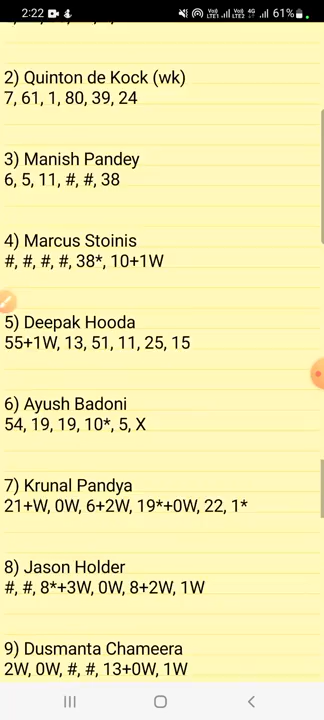 2:22 61%
2) Quinton de Kock (wk)
7, 61, 1, 80, 39, 24
3) Manish Pandey
6, 5, 11, #, #, 38
4) Marcus Stoinis
#, #, #, #, 38*, 10+1W
5) Deepak Hooda
55+1W, 13, 51, 11, 25, 15
6) Ayush Badoni
54, 19, 19, 10*, 5, X
7) Krunal Pandya
21+W, 0W, 6+2W, 19*+0W, 22, 1*
8) Jason Holder
#, #, 8*+3W, 0W, 8+2W, 1W
9) Dusmanta Chameera
2W, 0W, #, #, 13+0W, 1W